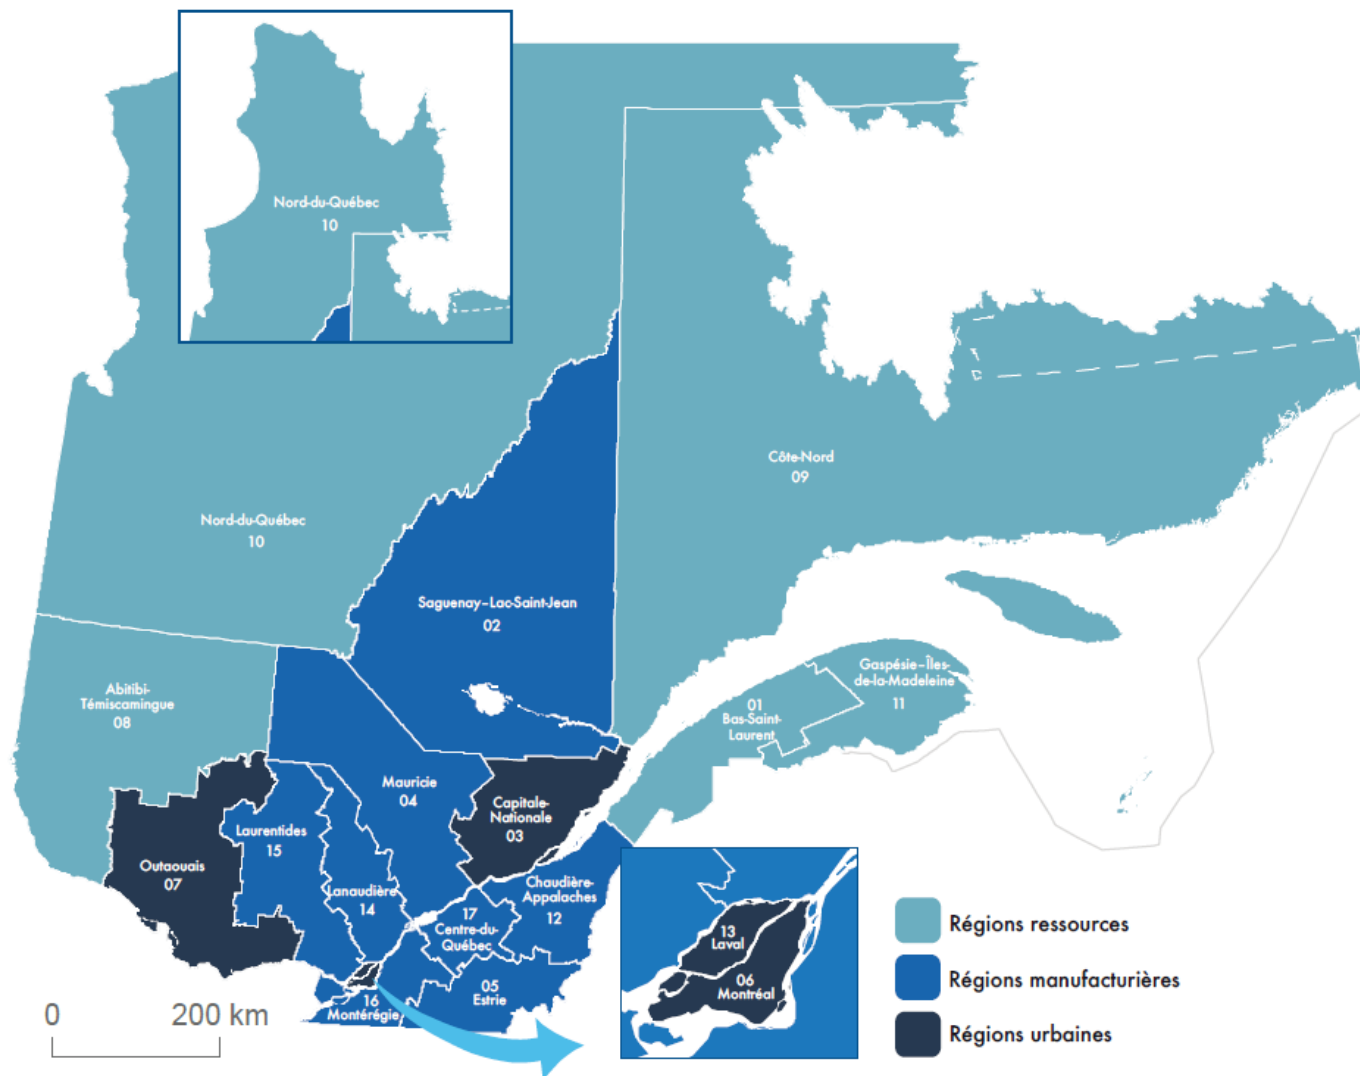 Nord-du-Québec
10
Nord-du-Québec
10
Côte-Nord
09
Saguenay–Lac-Saint-Jean
02
Abitibi-
Témiscamingue
08
Gaspésie–Îles-
de-la-Madeleine
11
01
Bas-Saint-
Laurent
Mauricie
04
Capitale-
Nationale
03
Laurentides
15
Outaouais
07
Lanaudière
14
Chaudière-
Appalaches
12
17
Centre-du-
Québec
05
Estrie
16
Montérégie
13
Laval
06
Montréal
0 200 km
Régions ressources
Régions manufacturières
Régions urbaines